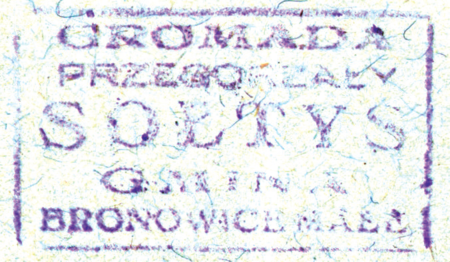 GROMADA
PRZEGORZAŁY
SOŁTYS
GMINA
BRONOWICE MAŁE